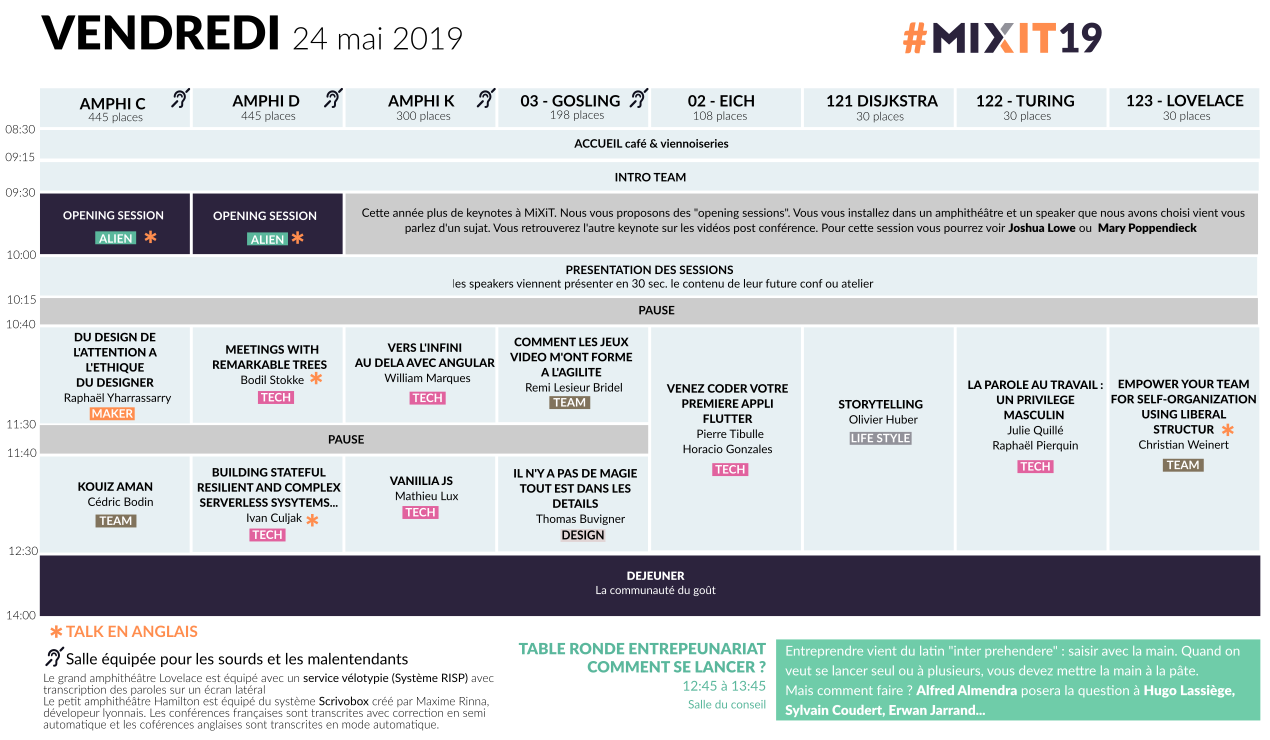 VENDREDI 24 mai 2019
#MIXIT19
AMPHI C
445 places
AMPHI D
445 places
AMPHI K
300 places
03 - GOSLING
198 places
02 - EICH
108 places
121 DISJKSTRA
30 places
122 - TURING
30 places
123 - LOVELACE
30 places
08:30
ACCUEIL café & viennoiseries
09:15
INTRO TEAM
09:30
OPENING SESSION
ALIEN *
OPENING SESSION
ALIEN *
Cette année plus de keynotes à MiXiT. Nous vous proposons des "opening sessions". Vous vous installez dans un amphithéâtre et un speaker que nous avons choisi vient vous
parlez d'un sujet. Vous retrouverez l'autre keynote sur les vidéos post conférence. Pour cette session vous pourrez voir Joshua Lowe ou Mary Poppendieck
10:00
PRESENTATION DES SESSIONS
les speakers viennent présenter en 30 sec. le contenu de leur future conf ou atelier
10:15
PAUSE
10:40
DU DESIGN DE
L'ATTENTION A
L'ETHIQUE
DU DESIGNER
Raphaël Yharrassarry
MAKER
MEETINGS WITH
REMARKABLE TREES
Bodil Stokke *
TECH
VERS L'INFINI
AU DELA AVEC ANGULAR
William Marques
TECH
COMMENT LES JEUX
VIDEO M'ONT FORME
A L'AGILITE
Remi Lesieur Bridel
TEAM
VENEZ CODER VOTRE
PREMIERE APPLI
FLUTTER
Pierre Tibulle
Horacio Gonzales
TECH
STORYTELLING
Olivier Huber
LIFE STYLE
LA PAROLE AU TRAVAIL :
UN PRIVILEGE
MASCULIN
Julie Quillé
Raphaël Pierquin
TECH
EMPOWER YOUR TEAM
FOR SELF-ORGANIZATION
USING LIBERAL
STRUCTUR *
Christian Weinert
TEAM
11:30
PAUSE
11:40
KOUIZ AMAN
Cédric Bodin
TEAM
BUILDING STATEFUL
RESILIENT AND COMPLEX
SERVERLESS SYSYTEMS...
Ivan Culjak *
TECH
VANIILIA JS
Mathieu Lux
TECH
IL N'Y A PAS DE MAGIE
TOUT EST DANS LES
DETAILS
Thomas Buvigner
DESIGN
12:30
DEJEUNER
La communauté du goût
14:00
* TALK EN ANGLAIS
Salle équipée pour les sourds et les malentendants
Le grand amphithéâtre Lovelace est équipé avec un service vélotypie (Système RISP) avec
transcription des paroles sur un écran latéral
Le petit amphithéâtre Hamilton est équipé du système Scrivobox créé par Maxime Rinna,
dévelopeur lyonnais. Les conférences françaises sont transcrites avec correction en semi
automatique et les coférences anglaises sont transcrites en mode automatique.
TABLE RONDE ENTREPEUNARIAT
COMMENT SE LANCER ?
12:45 à 13:45
Salle du conseil
Entreprendre vient du latin "inter prehendere" : saisir avec la main. Quand on
veut se lancer seul ou à plusieurs, vous devez mettre la main à la pâte.
Mais comment faire ? Alfred Almendra posera la question à Hugo Lassiège,
Sylvain Coudert, Erwan Jarrand...